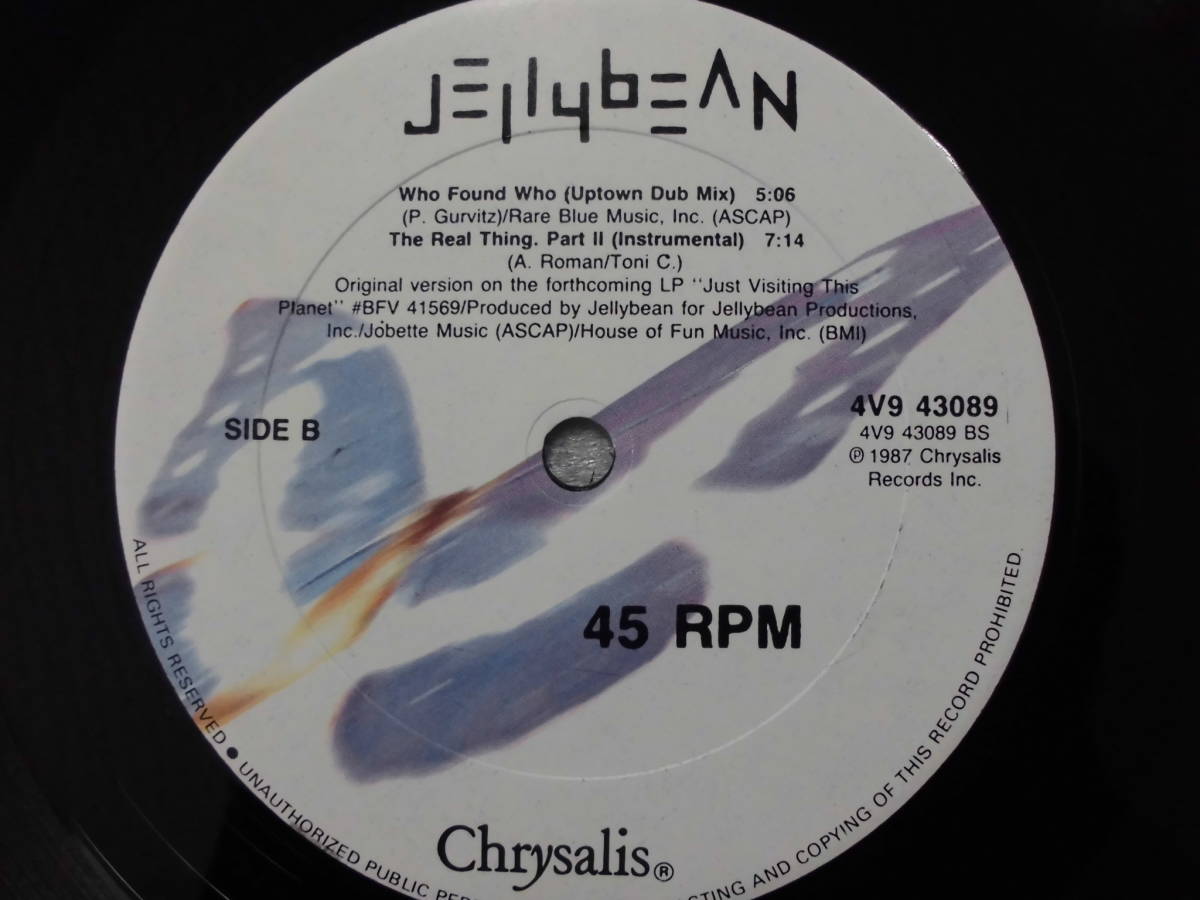 JELLYBEAN
Who Found Who (Uptown Dub Mix) 5:06
(P. Gurvitz)/Rare Blue Music, Inc. (ASCAP)
The Real Thing. Part II (Instrumental) 7:14
(A. Roman/Toni C.)
Original version on the forthcoming LP "Just Visiting This
Planet" #BFV 41569/Produced by Jellybean for Jellybean Productions,
Inc./Jobette Music (ASCAP)/House of Fun Music, Inc. (BMI)
SIDE B
4V9 43089
4V9 43089 BS
℗ 1987 Chrysalis
Records Inc.
45 RPM
Chrysalis®
ALL RIGHTS RESERVED • UNAUTHORIZED PUBLIC AND COPYING OF THIS RECORD PROHIBITED.